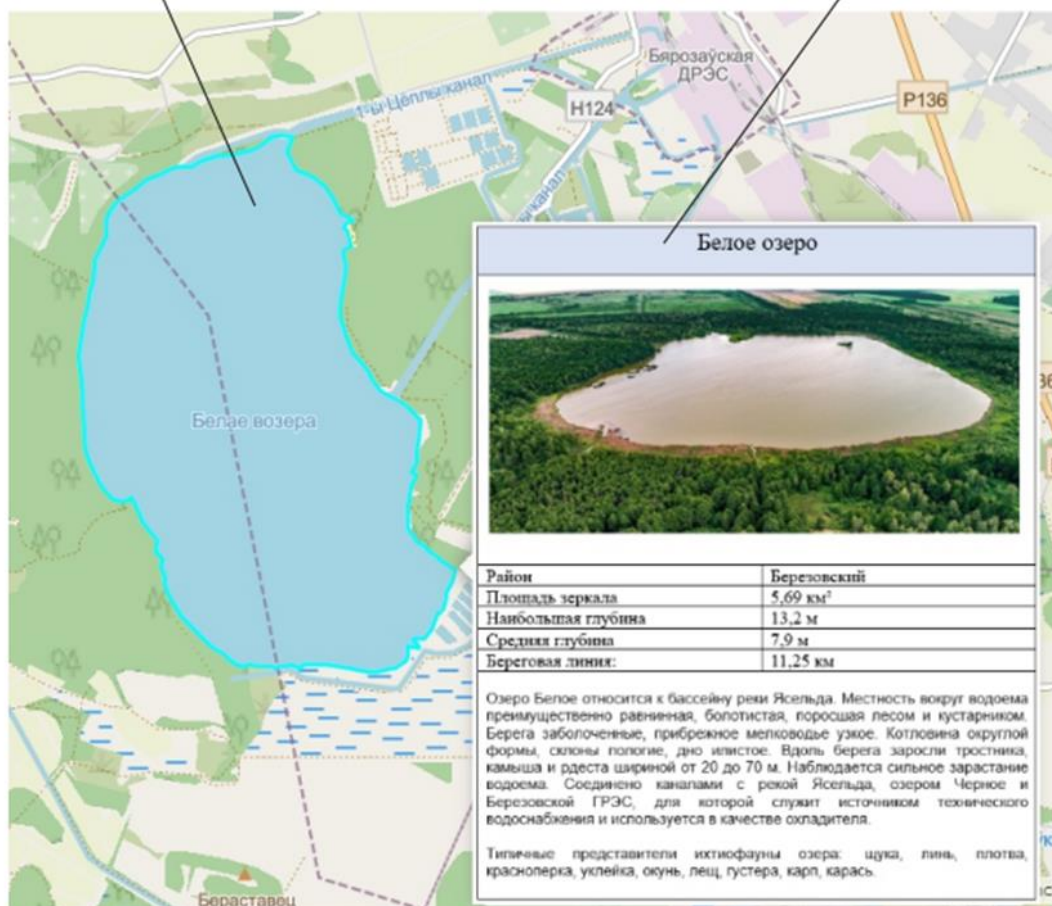 Бярозаўская
ДРЭС
Р136
Н124
1-ы Цёплы канал
канал
Белае возера
Бераставец
Белое озеро
Район Березовский
Площадь зеркала 5,69 км²
Наибольшая глубина 13,2 м
Средняя глубина 7,9 м
Береговая линия: 11,25 км
Озеро Белое относится к бассейну реки Ясельда. Местность вокруг водоема
преимущественно равнинная, болотистая, поросшая лесом и кустарником.
Берега заболоченные, прибрежное мелководье узкое. Котловина округлой
формы, склоны пологие, дно илистое. Вдоль берега заросли тростника,
камыша и рдеста шириной от 20 до 70 м. Наблюдается сильное зарастание
водоема. Соединено каналами с рекой Ясельда, озером Черное и
Березовской ГРЭС, для которой служит источником технического
водоснабжения и используется в качестве охладителя.
Типичные представители ихтиофауны озера: щука, линь, плотва,
красноперка, уклейка, окунь, лещ, густера, карп, карась.